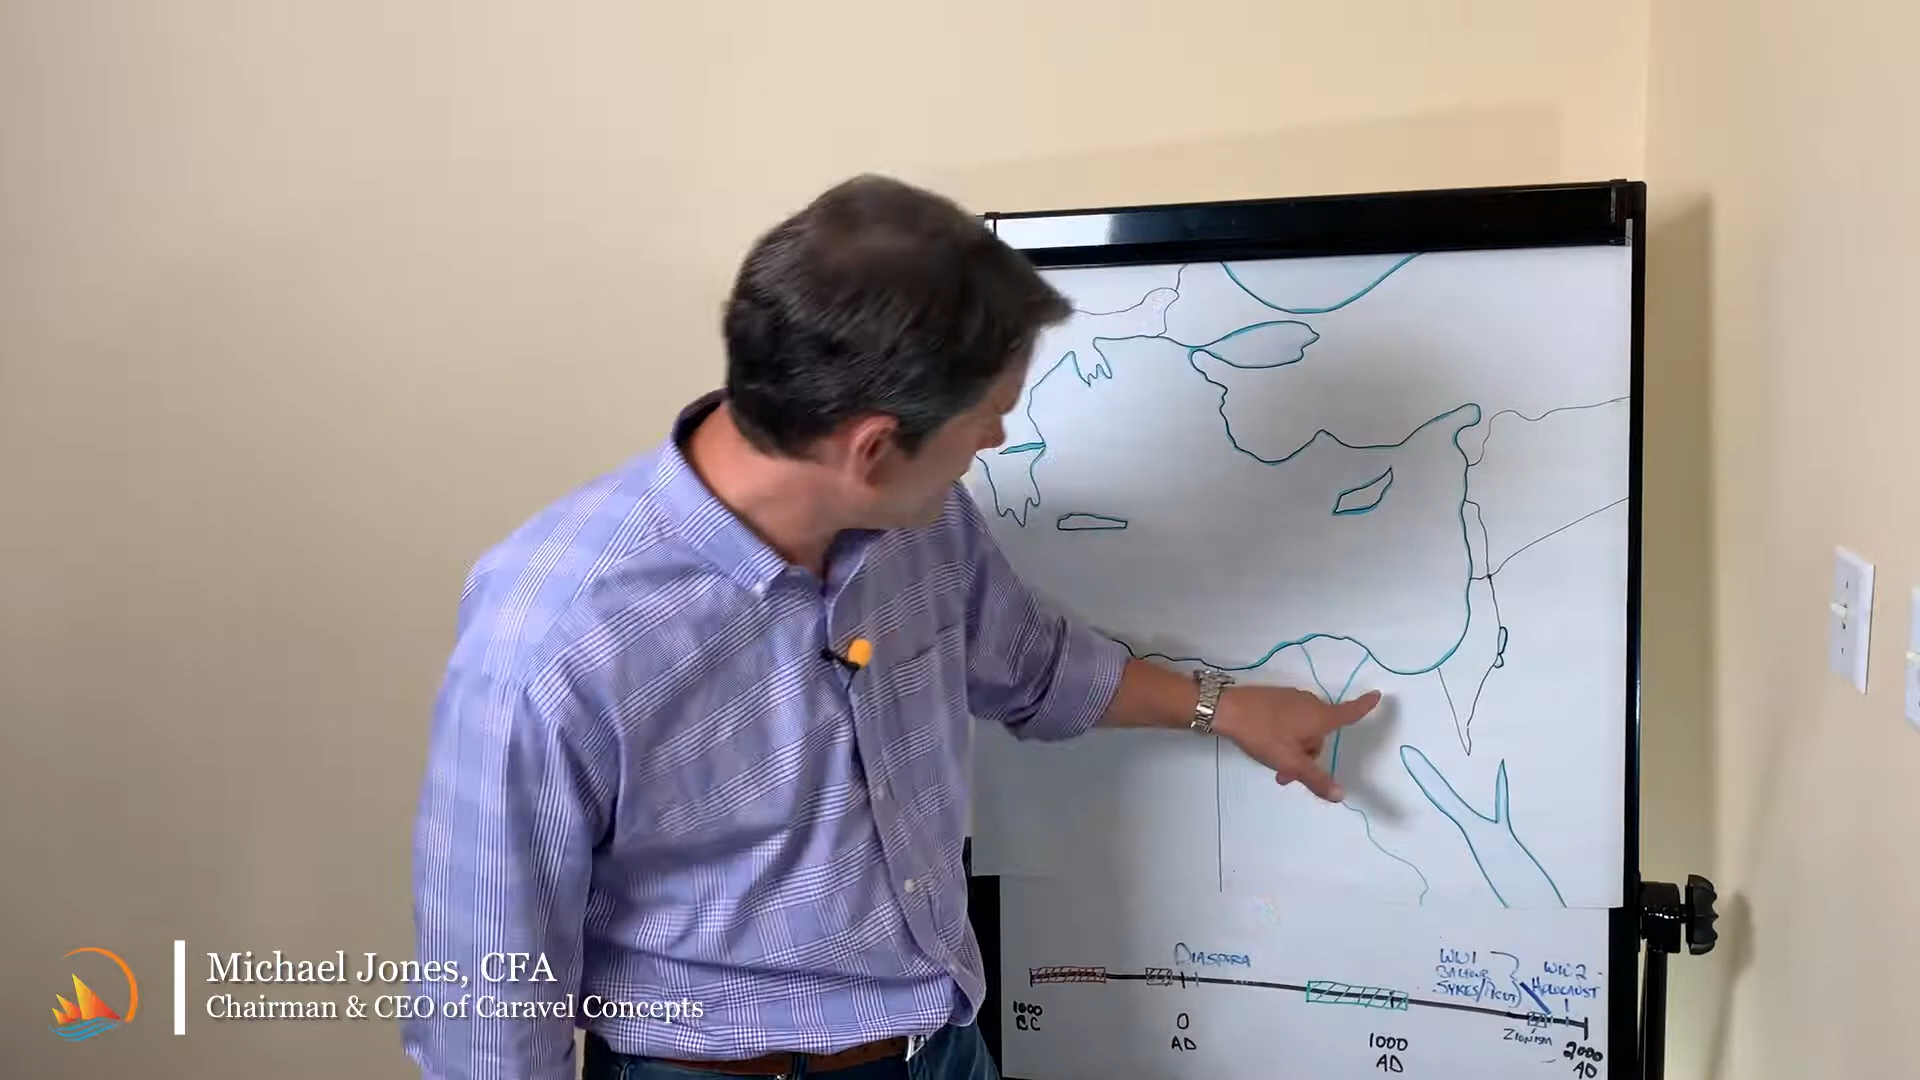 DIASPORA
WW1
BALFOUR
SYKES/PICOT
WW2 -
HOLOCAUST
1000
BC
0
AD
1000
AD
ZIONISM
2000
AD
Michael Jones, CFA
Chairman & CEO of Caravel Concepts